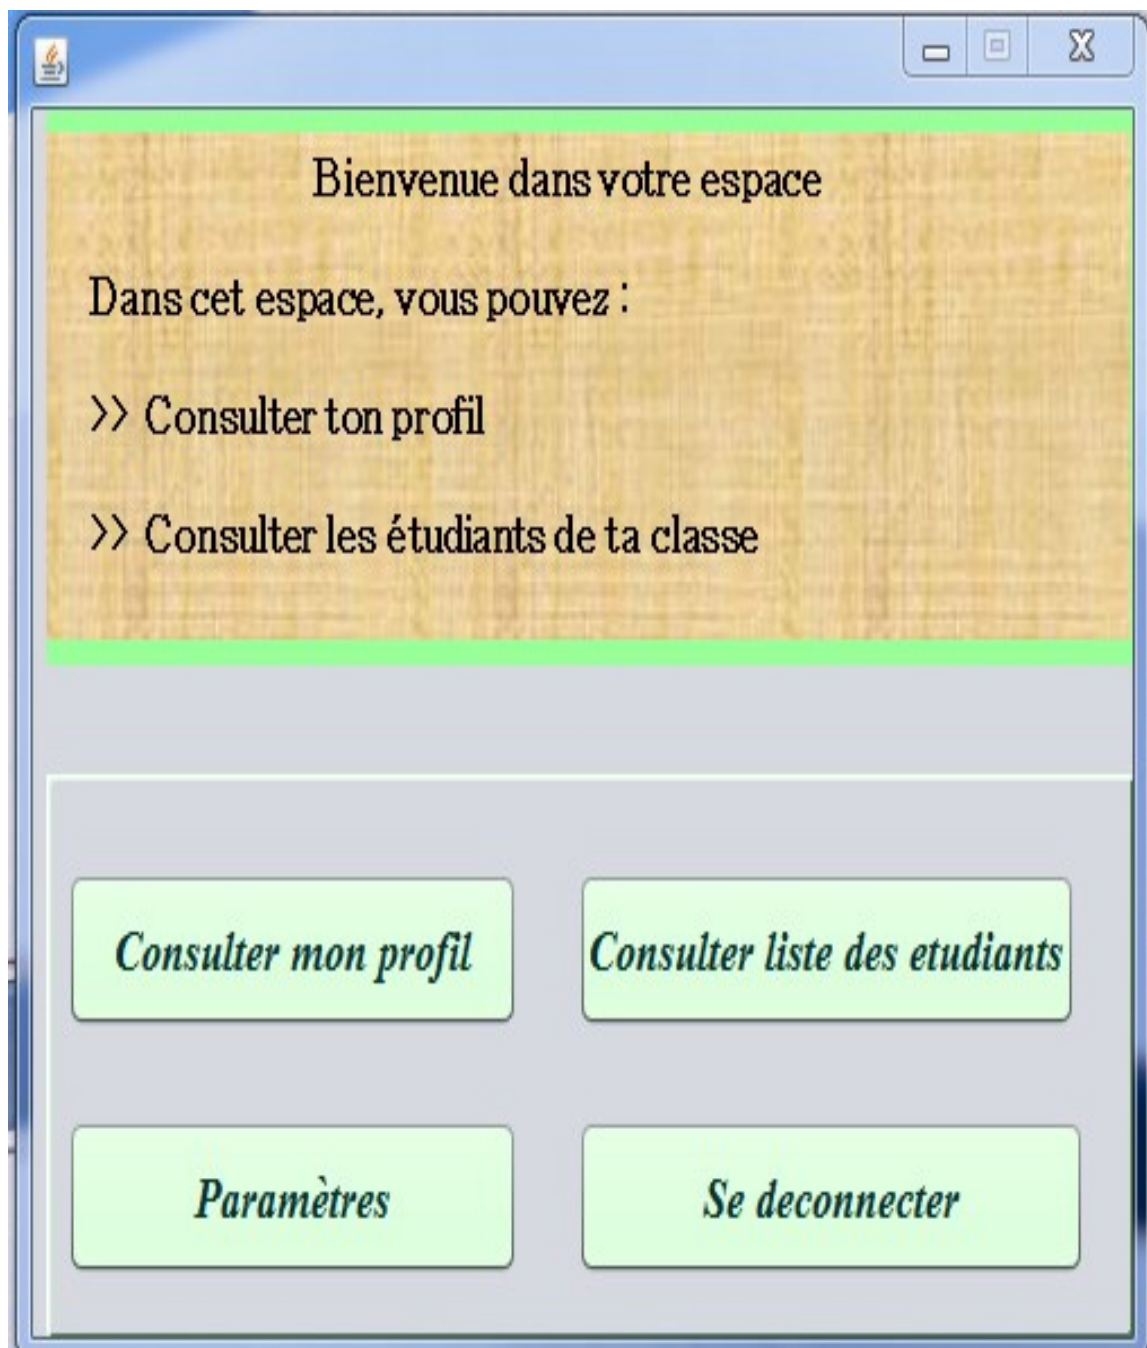 Bienvenue dans votre espace
Dans cet espace, vous pouvez :
>> Consulter ton profil
>> Consulter les étudiants de ta classe
Consulter mon profil
Consulter liste des etudiants
Paramètres
Se deconnecter